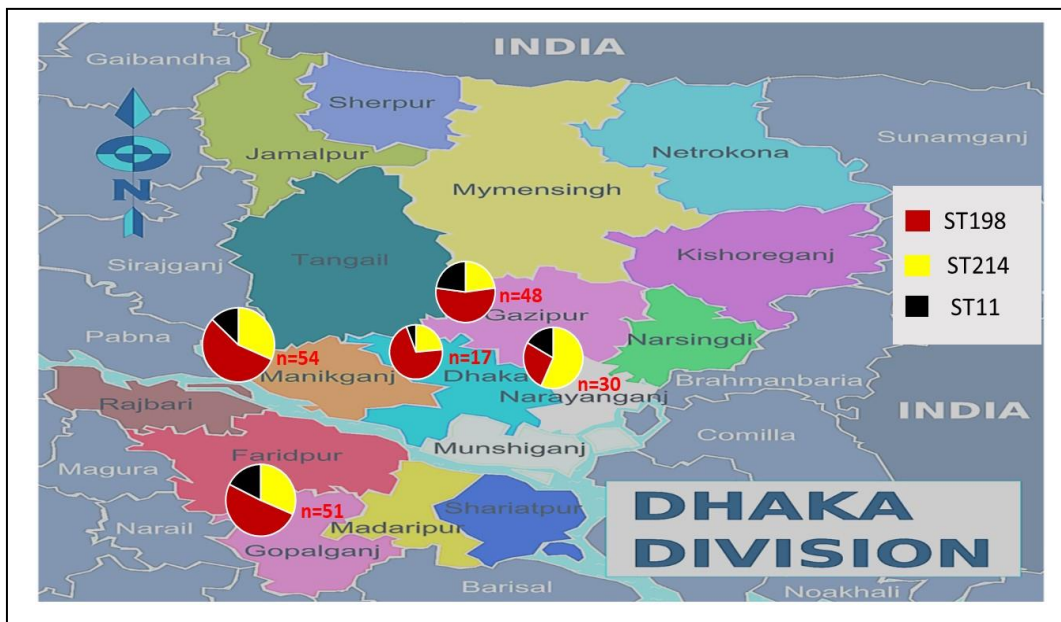 INDIA
Gaibandha
Sherpur
Sunamganj
Jamalpur
Netrokona
Mymensingh
N
ST198
Kishoreganj
ST214
Sirajganj
Tangail
ST11
n=48
Gazipur
Pabna
Narsingdi
n=54
n=17
Manikganj
Dhaka
n=30
Brahmanbaria
Narayanganj
Rajbari
INDIA
Comilla
Munshiganj
Faridpur
Magura
n=51
Shariatpur
DHAKA
Narail
Madaripur
Gopalganj
DIVISION
Barisal
Noakhali